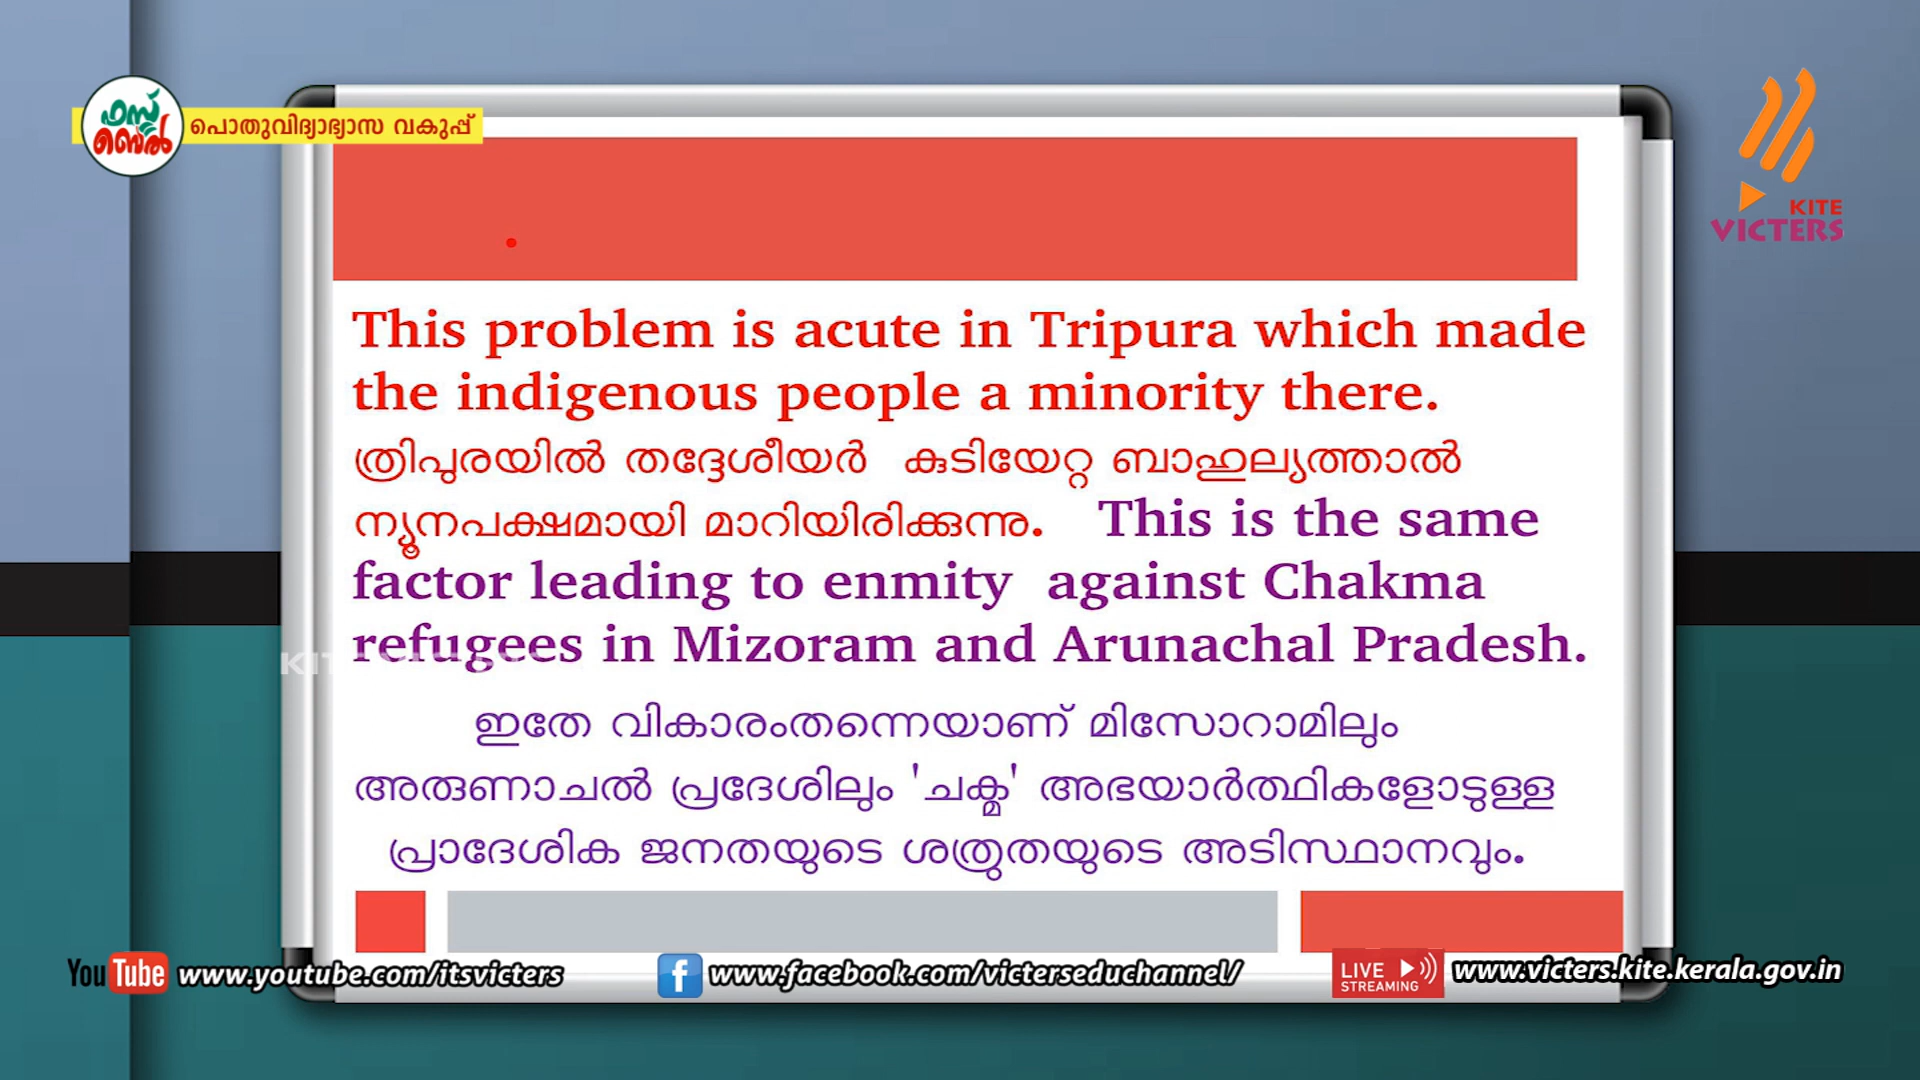 ഫസ്റ്റ്
ബെൽ
പൊതുവിദ്യാഭ്യാസ വകുപ്പ്
KITE
VICTERS
This problem is acute in Tripura which made
the indigenous people a minority there.
ത്രിപുരയിൽ തദ്ദേശീയർ കുടിയേറ്റ ബാഹുല്യത്താൽ
ന്യൂനപക്ഷമായി മാറിയിരിക്കുന്നു. This is the same
factor leading to enmity against Chakma
refugees in Mizoram and Arunachal Pradesh.
ഇതേ വികാരംതന്നെയാണ് മിസോറാമിലും
അരുണാചൽ പ്രദേശിലും 'ചക്മ' അഭയാർത്ഥികളോടുള്ള
പ്രാദേശിക ജനതയുടെ ശത്രുതയുടെ അടിസ്ഥാനവും.
YouTube www.youtube.com/itsvicters
f www.facebook.com/victerseduchannel/
LIVE STREAMING www.victers.kite.kerala.gov.in